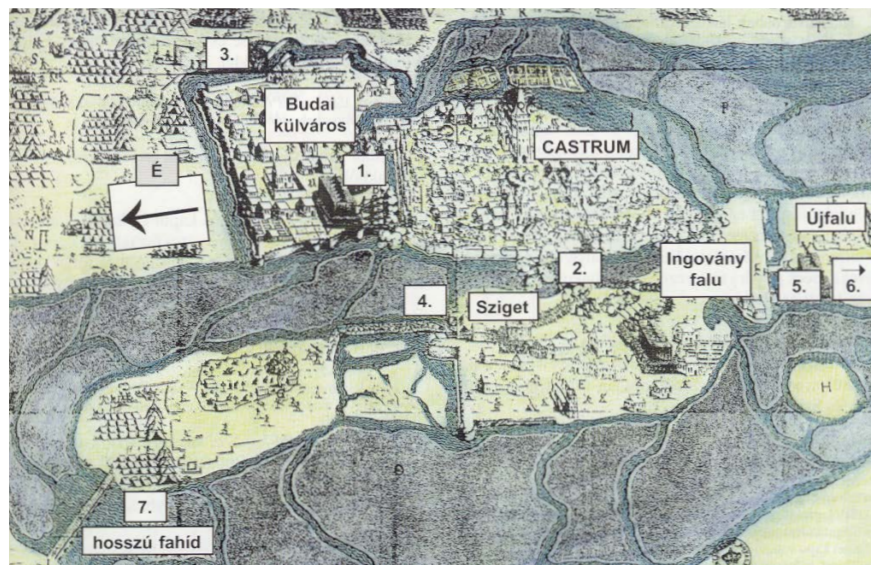 3.
Budai
külváros
CASTRUM
1.
É
Újfalu
2.
Ingovány
falu
→
6.
5.
4.
Sziget
7.
hosszú fahíd
H
E